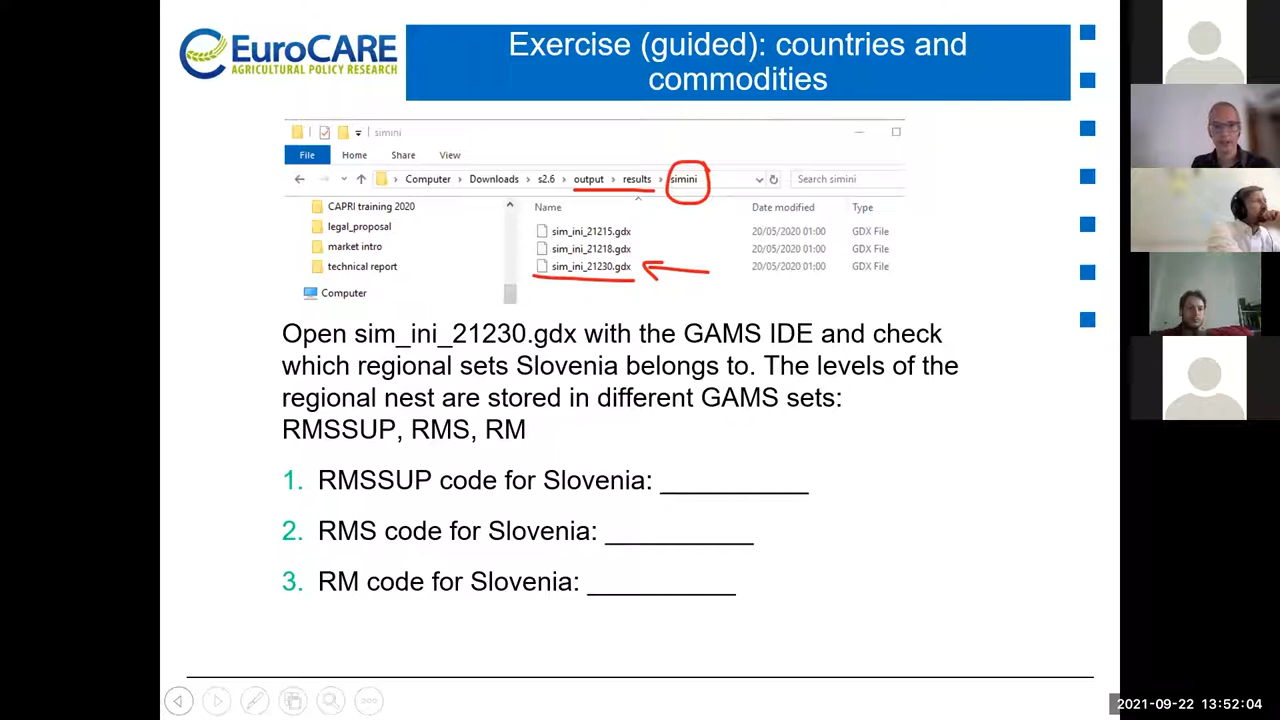 EuroCARE
AGRICULTURAL POLICY RESEARCH
Exercise (guided): countries and
commodities
simini
File Home Share View
Computer Downloads s2.6 output results simini Search simini
Name Date modified Type
CAPRI training 2020
legal_proposal
market intro
technical report
Computer
sim_ini_21215.gdx 20/05/2020 01:00 GDX File
sim_ini_21218.gdx 20/05/2020 01:00 GDX File
sim_ini_21230.gdx 20/05/2020 01:00 GDX File
Open sim_ini_21230.gdx with the GAMS IDE and check
which regional sets Slovenia belongs to. The levels of the
regional nest are stored in different GAMS sets:
RMSSUP, RMS, RM
1. RMSSUP code for Slovenia: __________
2. RMS code for Slovenia: __________
3. RM code for Slovenia: __________
2021-09-22 13:52:04